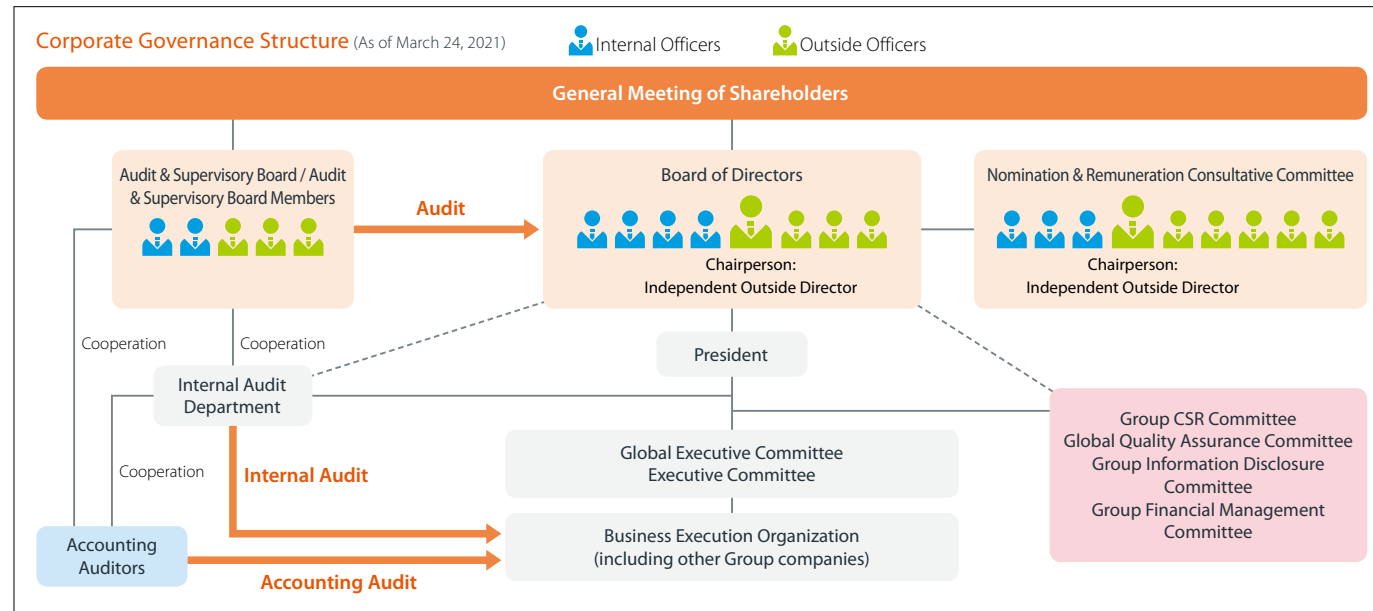 Corporate Governance Structure (As of March 24, 2021)
Internal Officers
Outside Officers
General Meeting of Shareholders
Audit & Supervisory Board / Audit
& Supervisory Board Members
Audit
Board of Directors
Chairperson:
Independent Outside Director
Nomination & Remuneration Consultative Committee
Chairperson:
Independent Outside Director
Cooperation
Cooperation
President
Internal Audit
Department
Cooperation
Internal Audit
Global Executive Committee
Executive Committee
Group CSR Committee
Global Quality Assurance Committee
Group Information Disclosure
Committee
Group Financial Management
Committee
Accounting
Auditors
Accounting Audit
Business Execution Organization
(including other Group companies)